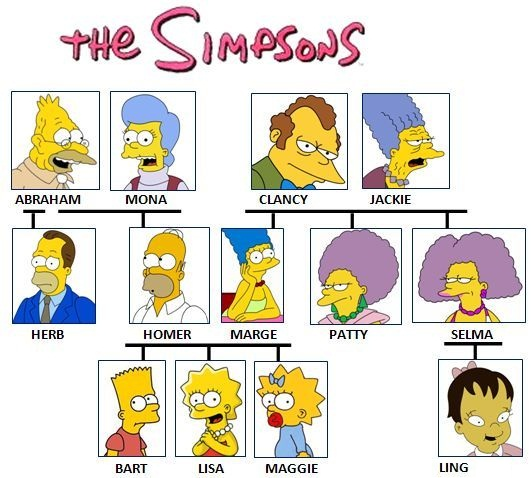 THE SIMPSONS
ABRAHAM MONA CLANCY JACKIE
HERB HOMER MARGE PATTY SELMA
BART LISA MAGGIE LING